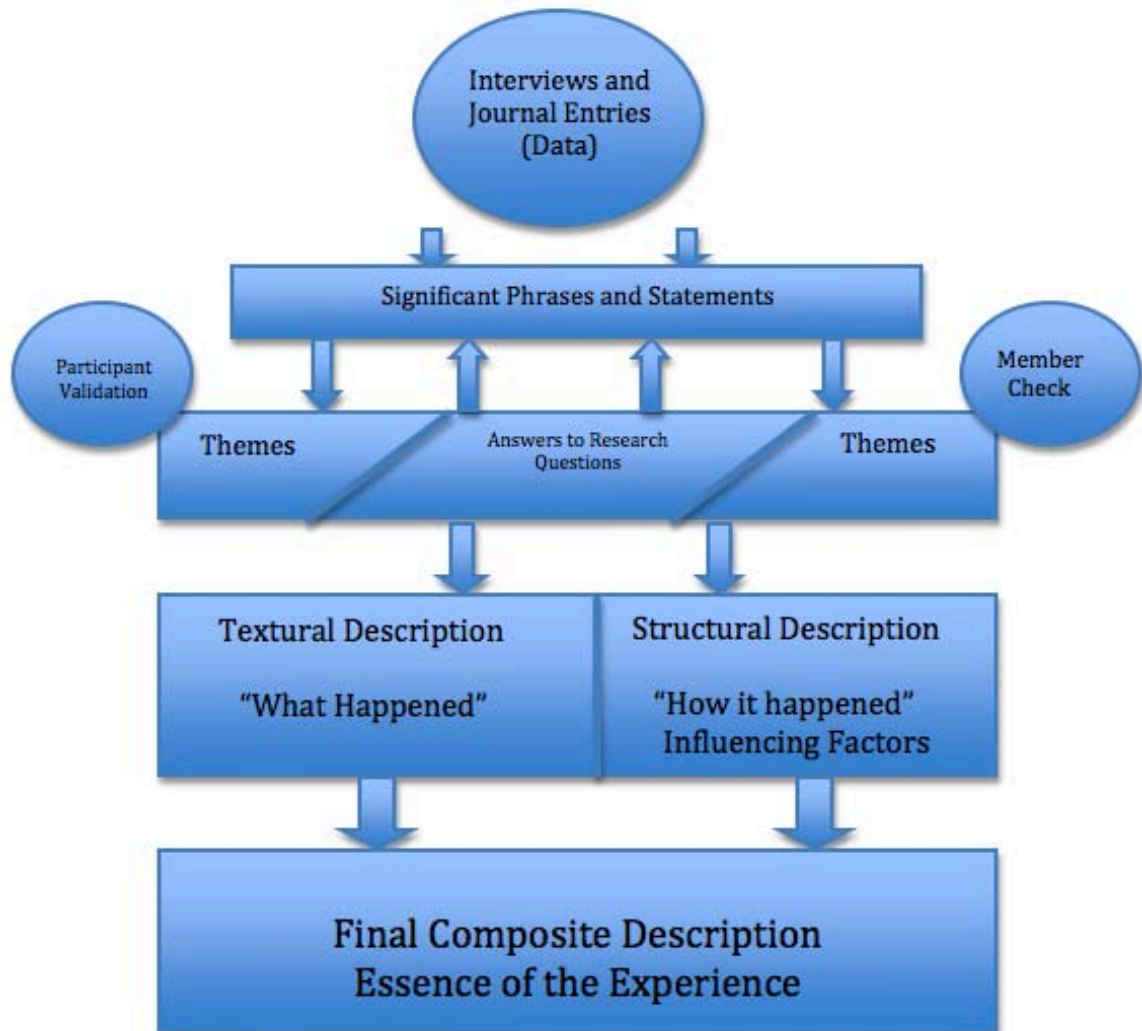 Interviews and
Journal Entries
(Data)
Significant Phrases and Statements
Participant
Validation
Member
Check
Themes
Answers to Research
Questions
Themes
Textural Description
“What Happened”
Structural Description
“How it happened”
Influencing Factors
Final Composite Description
Essence of the Experience